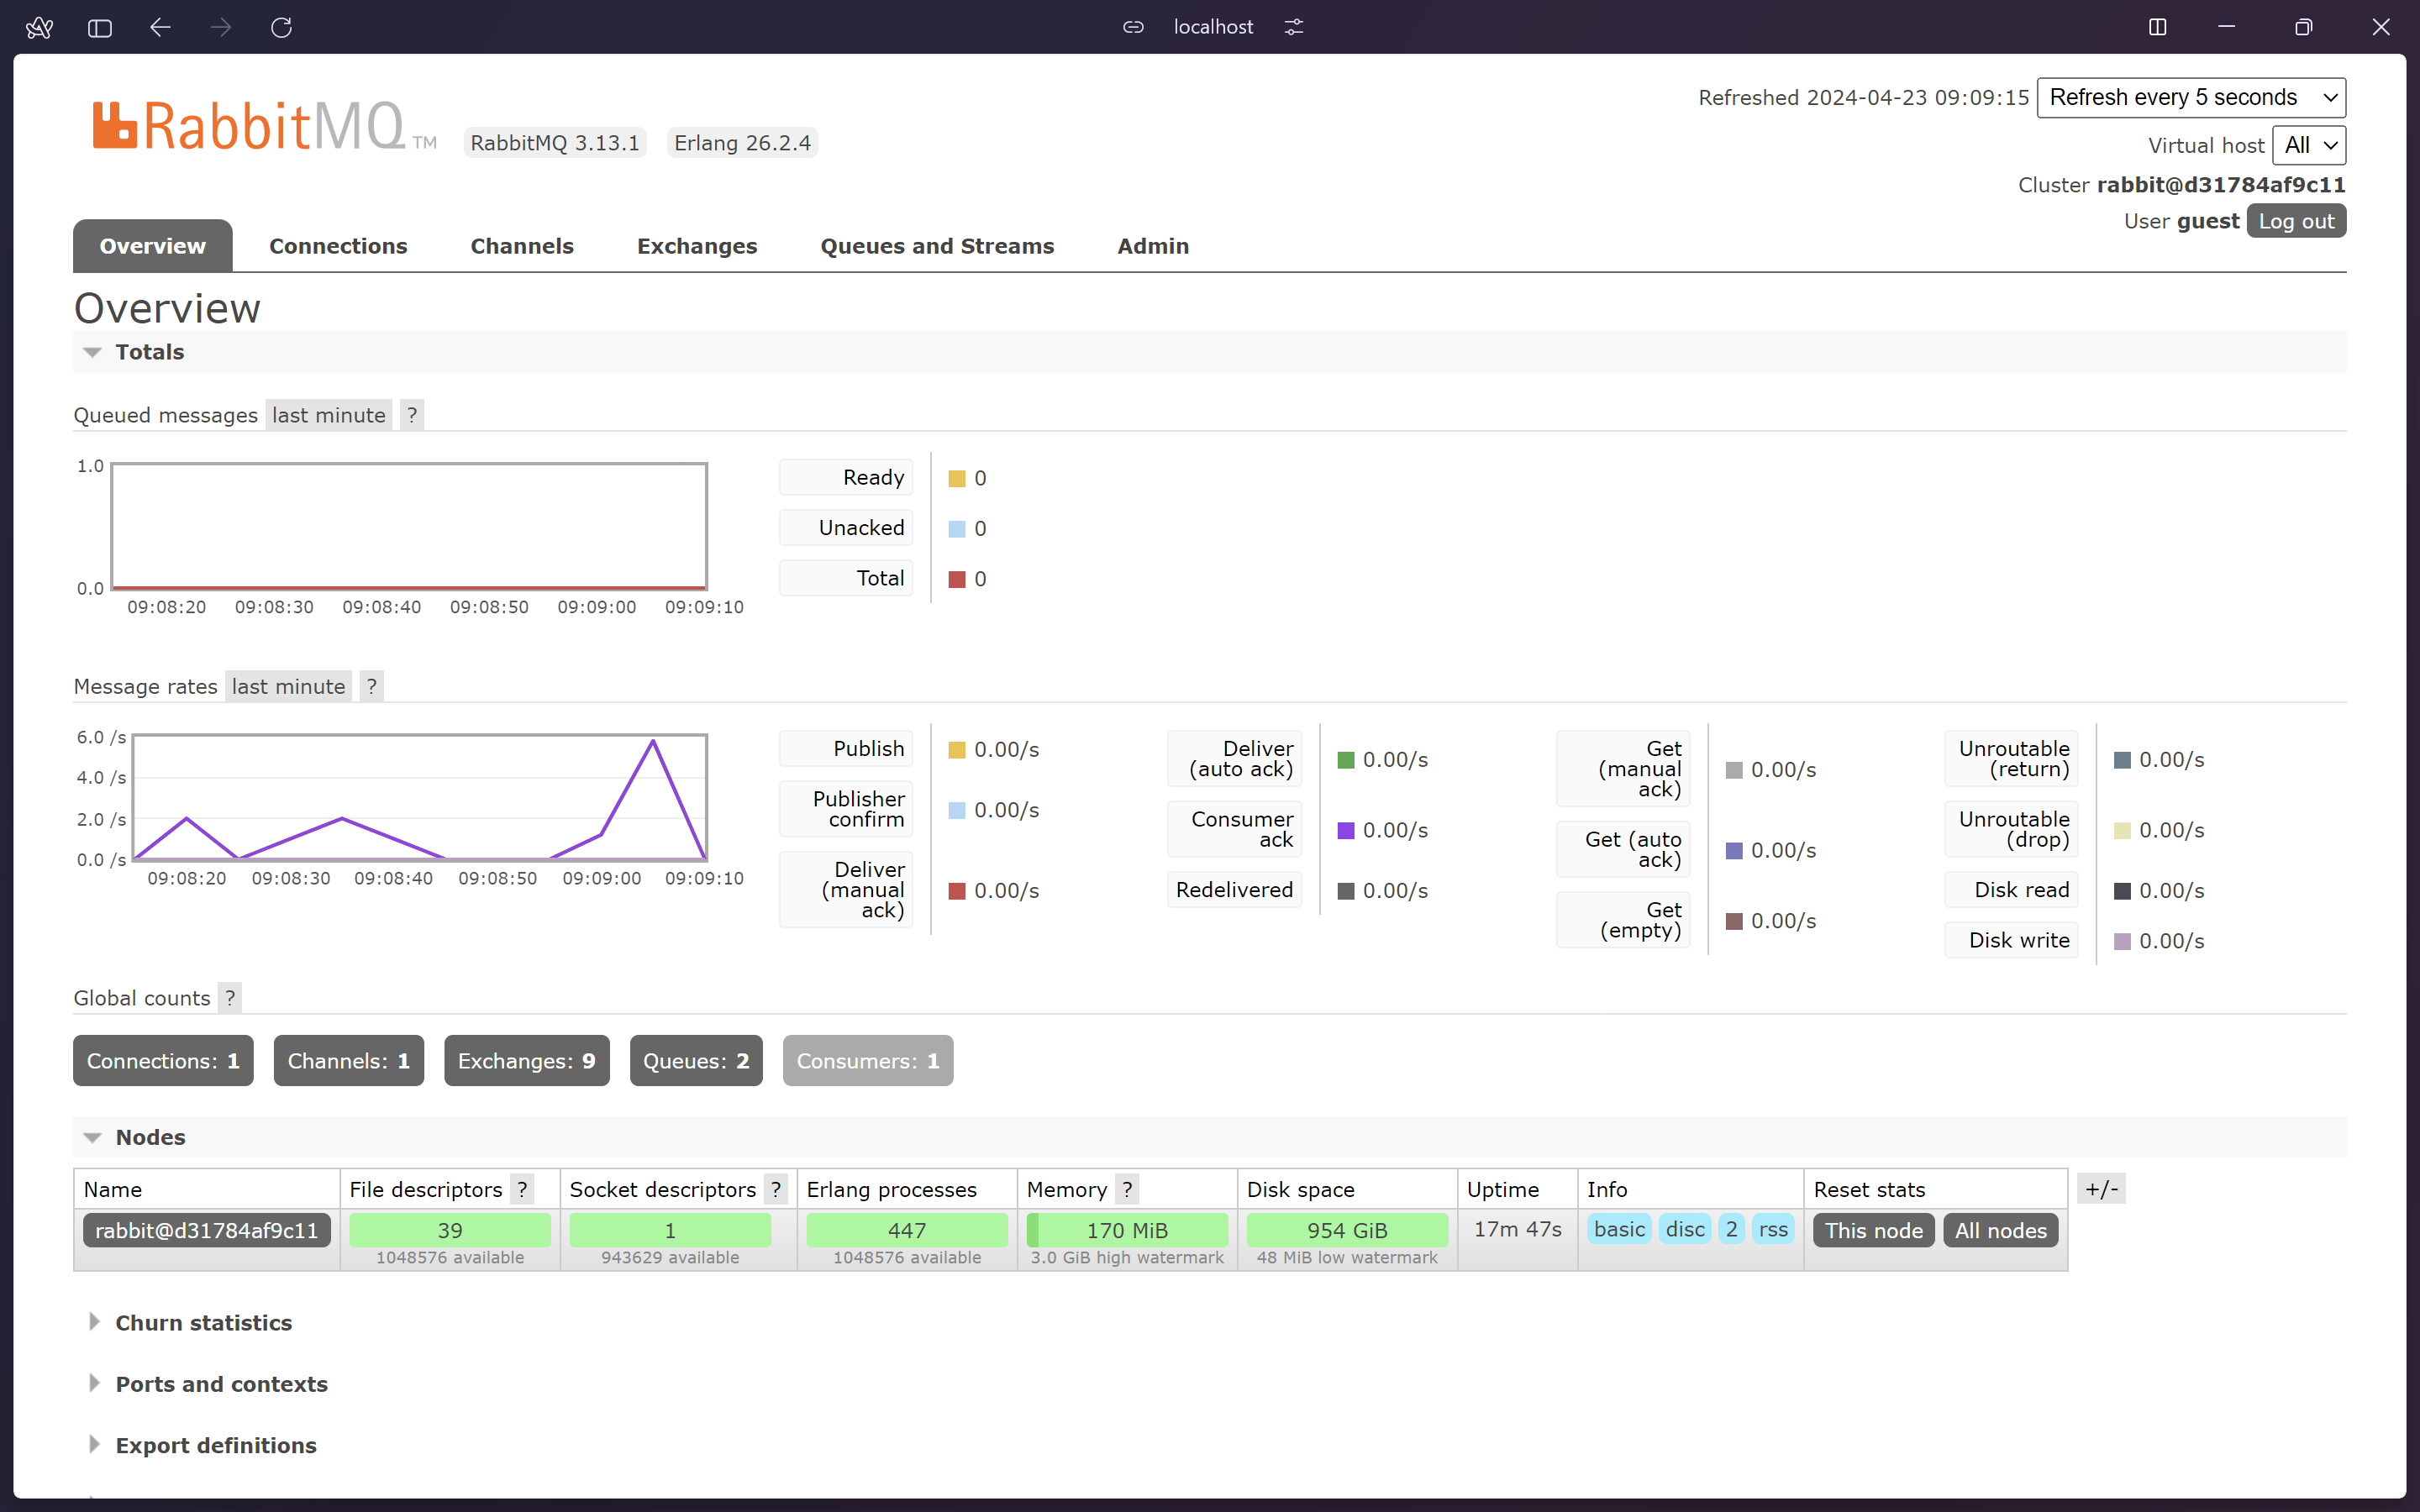 localhost
RabbitMQ TM RabbitMQ 3.13.1 Erlang 26.2.4
Refreshed 2024-04-23 09:09:15 Refresh every 5 seconds
Virtual host All
Cluster rabbit@d31784af9c11
User guest Log out
Overview Connections Channels Exchanges Queues and Streams Admin
Overview
Totals
Queued messages last minute ?
1.0
0.0
09:08:20 09:08:30 09:08:40 09:08:50 09:09:00 09:09:10
Ready 0
Unacked 0
Total 0
Message rates last minute ?
6.0 /s
4.0 /s
2.0 /s
0.0 /s
09:08:20 09:08:30 09:08:40 09:08:50 09:09:00 09:09:10
Publish 0.00/s
Publisher
confirm 0.00/s
Deliver
(manual 0.00/s
ack)
Deliver
(auto ack) 0.00/s
Consumer
ack 0.00/s
Redelivered 0.00/s
Get
(manual 0.00/s
ack)
Get (auto
ack) 0.00/s
Get
(empty) 0.00/s
Unroutable
(return) 0.00/s
Unroutable
(drop) 0.00/s
Disk read 0.00/s
Disk write 0.00/s
Global counts ?
Connections: 1 Channels: 1 Exchanges: 9 Queues: 2 Consumers: 1
Nodes
Name File descriptors ? Socket descriptors ? Erlang processes Memory ? Disk space Uptime Info Reset stats +/-
rabbit@d31784af9c11 39 1 447 170 MiB 954 GiB 17m 47s basic disc 2 rss This node All nodes
1048576 available 943629 available 1048576 available 3.0 GiB high watermark 48 MiB low watermark
Churn statistics
Ports and contexts
Export definitions